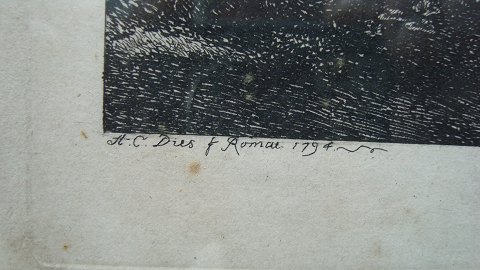 A. C. Dies f Romae 1794.